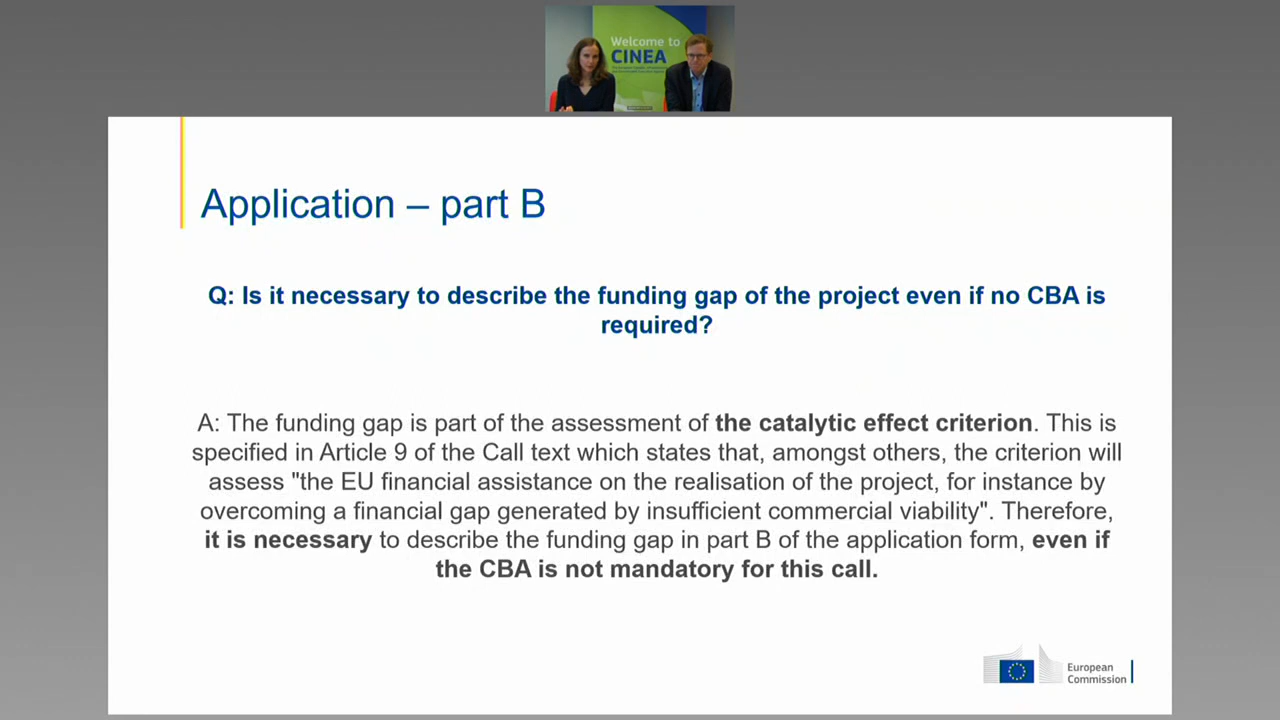 Welcome to
CINEA
Application – part B
Q: Is it necessary to describe the funding gap of the project even if no CBA is
required?
A: The funding gap is part of the assessment of the catalytic effect criterion. This is
specified in Article 9 of the Call text which states that, amongst others, the criterion will
assess "the EU financial assistance on the realisation of the project, for instance by
overcoming a financial gap generated by insufficient commercial viability". Therefore,
it is necessary to describe the funding gap in part B of the application form, even if
the CBA is not mandatory for this call.
European
Commission